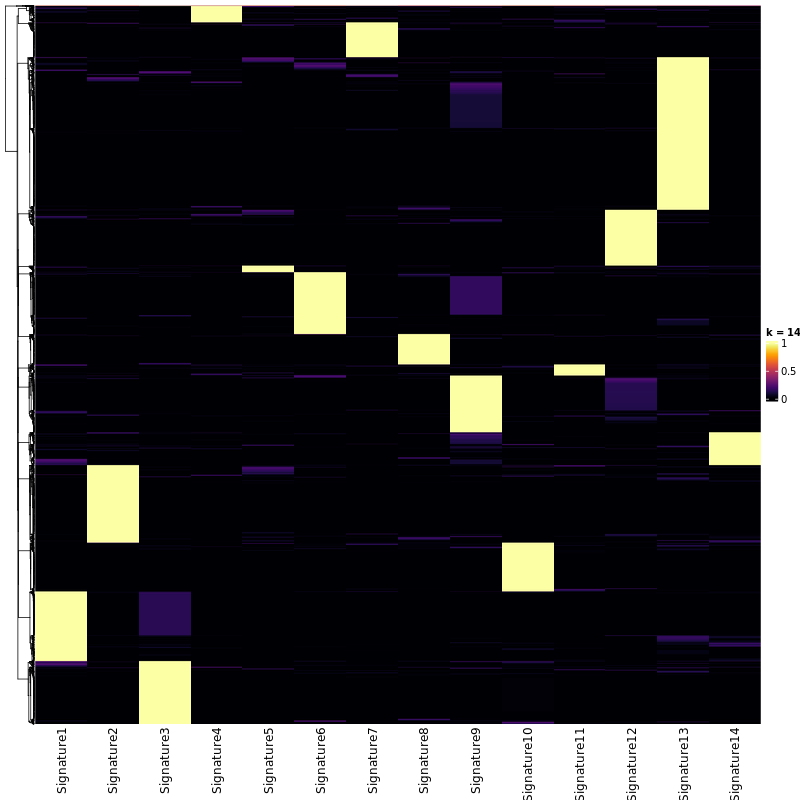 k = 14
1
0.5
0
Signature1
Signature2
Signature3
Signature4
Signature5
Signature6
Signature7
Signature8
Signature9
Signature10
Signature11
Signature12
Signature13
Signature14